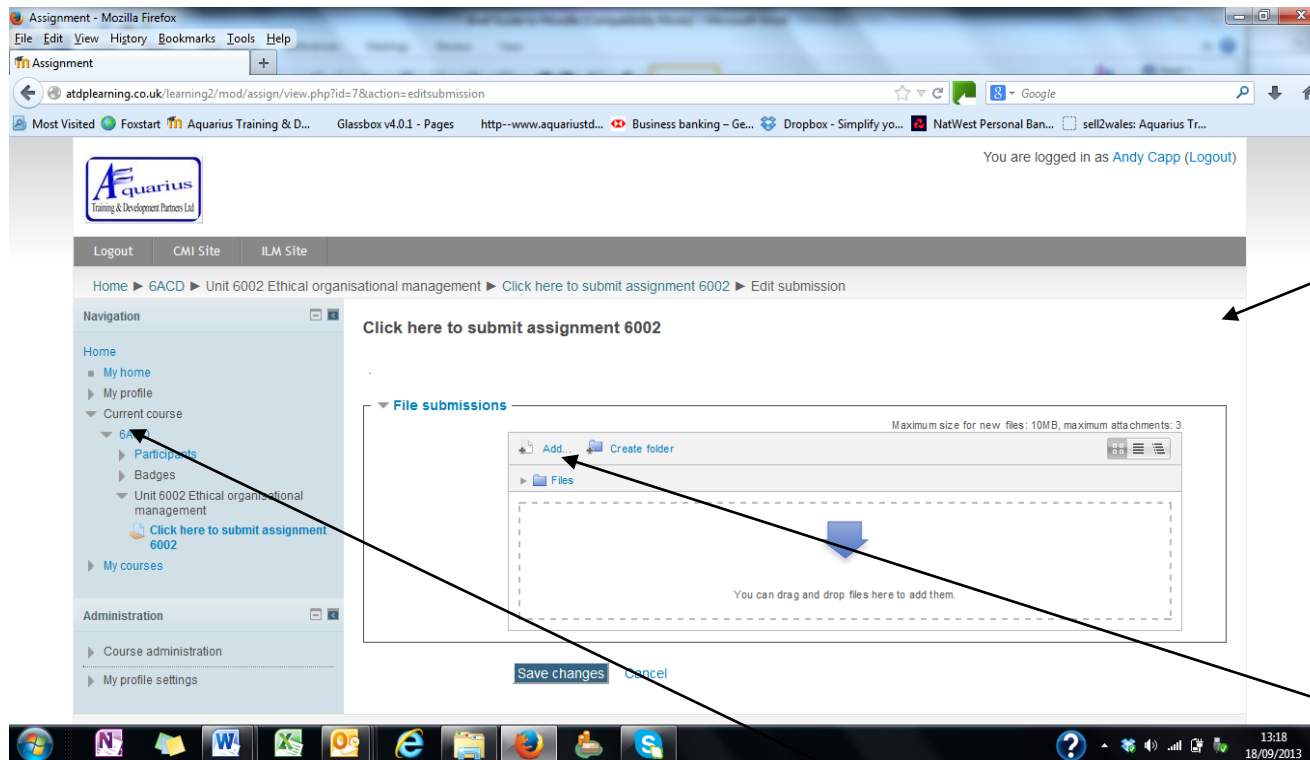 Assignment - Mozilla Firefox
File Edit View History Bookmarks Tools Help
Assignment +
atdplearning.co.uk/learning2/mod/assign/view.php?id=7&action=editsubmission
8 Google
Most Visited Foxstart Aquarius Training & D... Glassbox v4.0.1 - Pages http--www.aquariustd... Business banking – Ge... Dropbox - Simplify yo... NatWest Personal Ban... sell2wales: Aquarius Tr...
You are logged in as Andy Capp (Logout)
Aequarius
Training & Development Partners Ltd
Logout CMI Site ILM Site
Home ► 6ACD ► Unit 6002 Ethical organisational management ► Click here to submit assignment 6002 ► Edit submission
Navigation
Home
My home
My profile
Current course
Participants
Badges
Unit 6002 Ethical organisational
management
Click here to submit assignment
6002
My courses
Administration
Course administration
My profile settings
Click here to submit assignment 6002
File submissions
Maximum size for new files: 10MB, maximum attachments: 3
Add... Create folder
Files
You can drag and drop files here to add them.
Save changes Cancel
13:18
18/09/2013